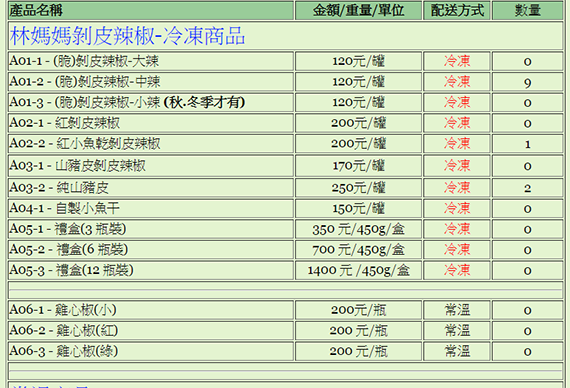 產品名稱 金額/重量/單位 配送方式 數量
林媽媽剝皮辣椒-冷凍商品
A01-1 - (脆)剝皮辣椒-大辣 120元/罐 冷凍 0
A01-2 - (脆)剝皮辣椒-中辣 120元/罐 冷凍 9
A01-3 - (脆)剝皮辣椒-小辣 (秋.冬季才有) 120元/罐 冷凍 0
A02-1 - 紅剝皮辣椒 200元/罐 冷凍 0
A02-2 - 紅小魚乾剝皮辣椒 200元/罐 冷凍 1
A03-1 - 山豬皮剝皮辣椒 170元/罐 冷凍 0
A03-2 - 純山豬皮 250元/罐 冷凍 2
A04-1 - 自製小魚干 150元/罐 冷凍 0
A05-1 - 禮盒(3 瓶裝) 350 元/450g/盒 冷凍 0
A05-2 - 禮盒(6 瓶裝) 700 元/450g/盒 冷凍 0
A05-3 - 禮盒(12 瓶裝) 1400 元 /450g/盒 冷凍 0
A06-1 - 雞心椒(小) 200元/瓶 常溫 0
A06-2 - 雞心椒(紅) 200 元/瓶 常溫 0
A06-3 - 雞心椒(綠) 200 元/瓶 常溫 0